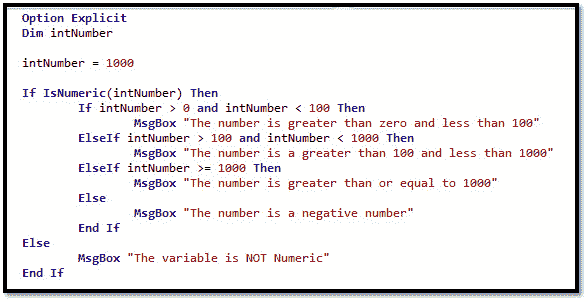 Option Explicit
Dim intNumber
intNumber = 1000
If IsNumeric(intNumber) Then
If intNumber > 0 and intNumber < 100 Then
MsgBox "The number is greater than zero and less than 100"
ElseIf intNumber > 100 and intNumber < 1000 Then
MsgBox "The number is a greater than 100 and less than 1000"
ElseIf intNumber >= 1000 Then
MsgBox "The number is greater than or equal to 1000"
Else
MsgBox "The number is a negative number"
End If
Else
MsgBox "The variable is NOT Numeric"
End If